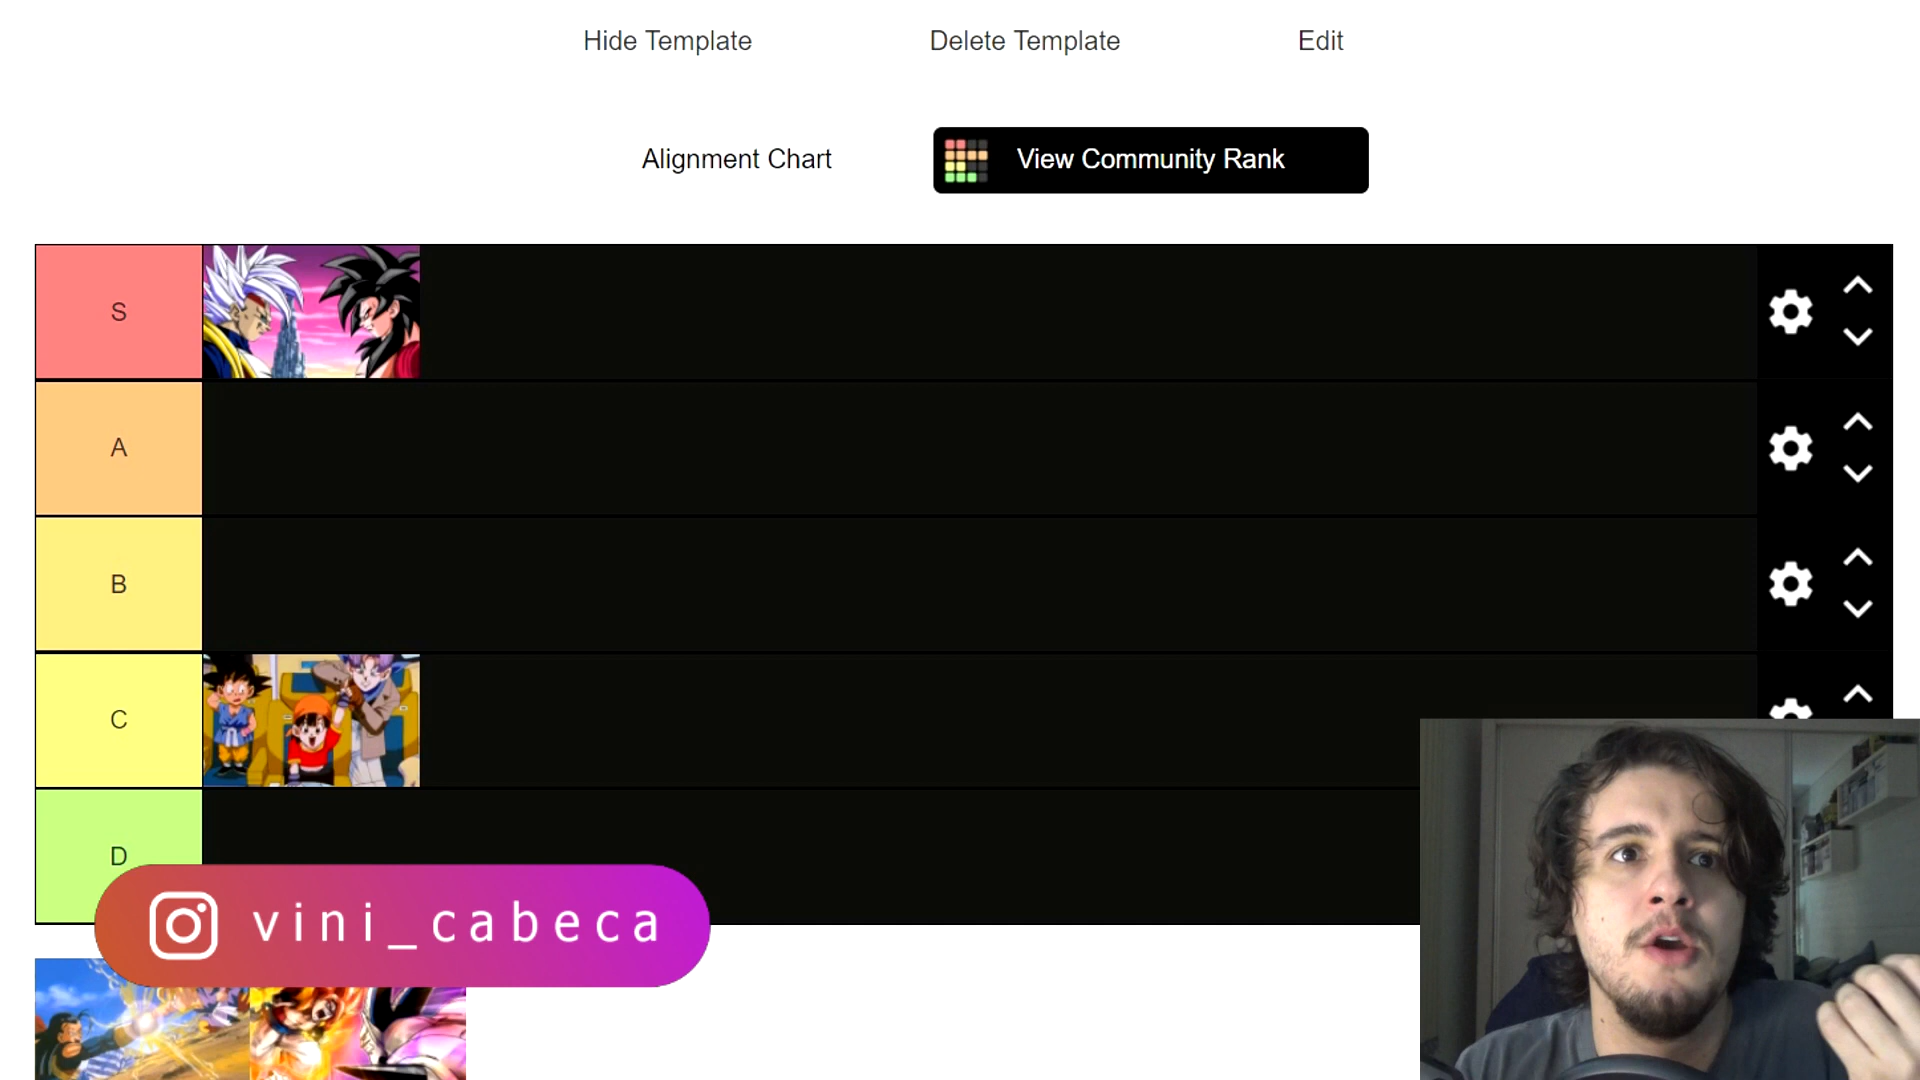 Hide Template
Delete Template
Edit
Alignment Chart
View Community Rank
S
A
B
C
D
vini_cabeca